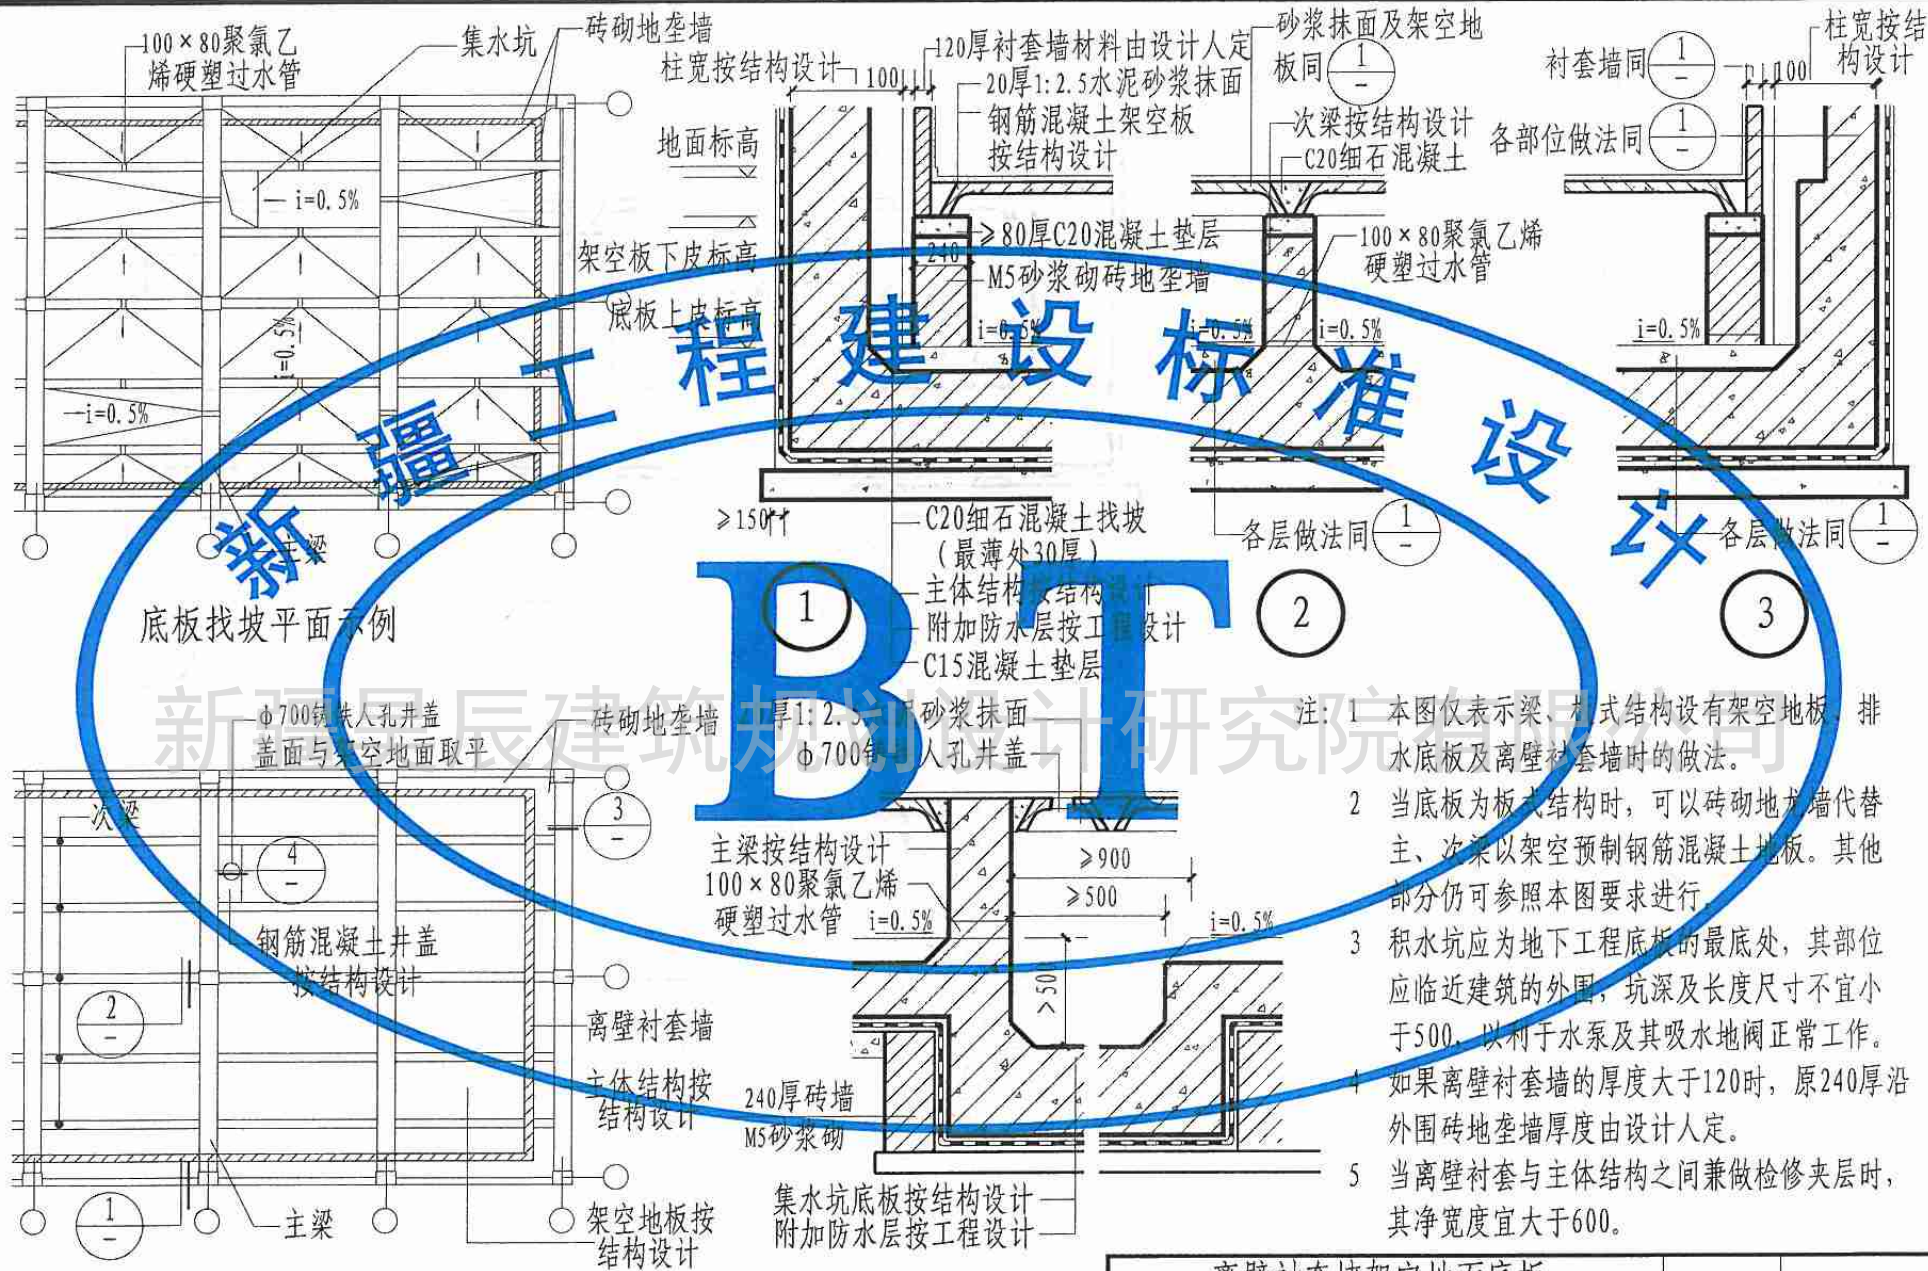 100×80聚氯乙
烯硬塑过水管
集水坑
砖砌地垄墙
i=0.5%
i=0.5%
i=0.5%
主梁
底板找坡平面示例
柱宽按结构设计
100
120厚衬套墙材料由设计人定
20厚1:2.5水泥砂浆抹面
钢筋混凝土架空板
按结构设计
地面标高
架空板下皮标高
底板上皮标高
≥80厚C20混凝土垫层
240
M5砂浆砌砖地垄墙
i=0.5%
≥150
C20细石混凝土找坡
(最薄处30厚)
主体结构按结构设计
附加防水层按工程设计
C15混凝土垫层
1
砂浆抹面及架空地
板同
1
-
次梁按结构设计
C20细石混凝土
100×80聚氯乙烯
硬塑过水管
i=0.5%
i=0.5%
各层做法同
1
-
2
柱宽按结
构设计
衬套墙同
1
-
100
各部位做法同
1
-
i=0.5%
各层做法同
1
-
3
新疆工程建设标准设计
BT
新疆昊辰建筑规划设计研究院有限公司
盖面与架空地面取平
砖砌地垄墙
次梁
3
-
4
-
钢筋混凝土井盖
按结构设计
2
-
离壁衬套墙
主体结构按
结构设计
1
-
主梁
架空地板按
结构设计
主梁按结构设计
100×80聚氯乙烯
硬塑过水管
i=0.5%
≥900
≥500
i=0.5%
240厚砖墙
M5砂浆砌
集水坑底板按结构设计
附加防水层按工程设计
注: 1 本图仅表示梁、板式结构设有架空地板、排
水底板及离壁衬套墙时的做法。
2 当底板为板式结构时,可以砖砌地龙墙代替
主、次梁以架空预制钢筋混凝土地板。其他
部分仍可参照本图要求进行。
3 积水坑应为地下工程底板的最底处,其部位
应临近建筑的外围,坑深及长度尺寸不宜小
于500,以利于水泵及其吸水地阀正常工作。
4 如果离壁衬套墙的厚度大于120时,原240厚沿
外围砖地垄墙厚度由设计人定。
5 当离壁衬套与主体结构之间兼做检修夹层时,
其净宽度宜大于600。